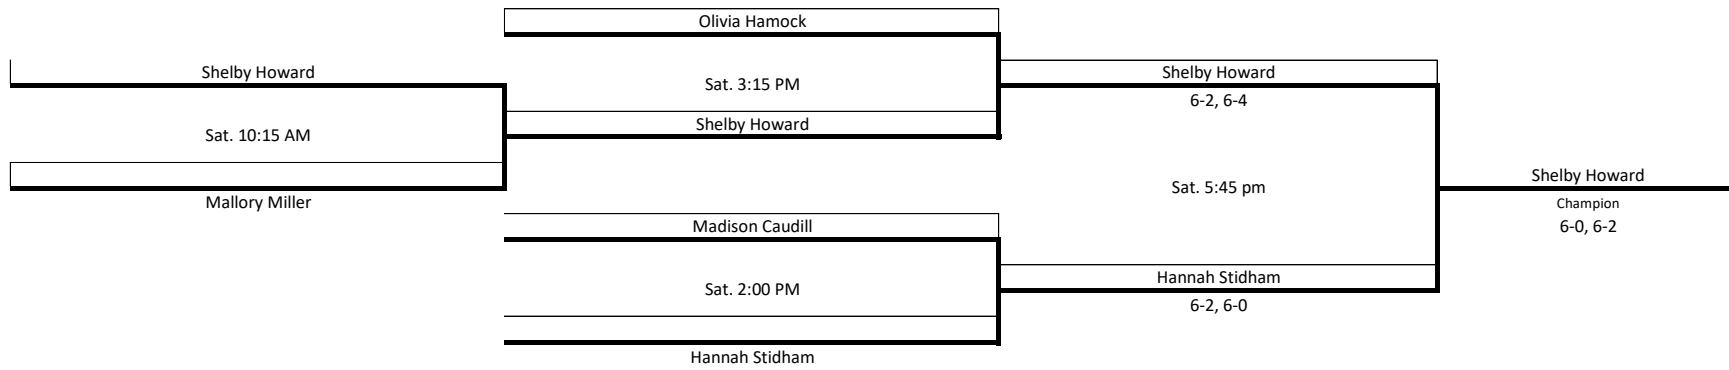 Olivia Hamock
Shelby Howard
Shelby Howard
Sat. 3:15 PM
6-2, 6-4
Shelby Howard
Sat. 10:15 AM
Shelby Howard
Sat. 5:45 pm
Mallory Miller
Champion
Madison Caudill
6-0, 6-2
Hannah Stidham
Sat. 2:00 PM
6-2, 6-0
Hannah Stidham